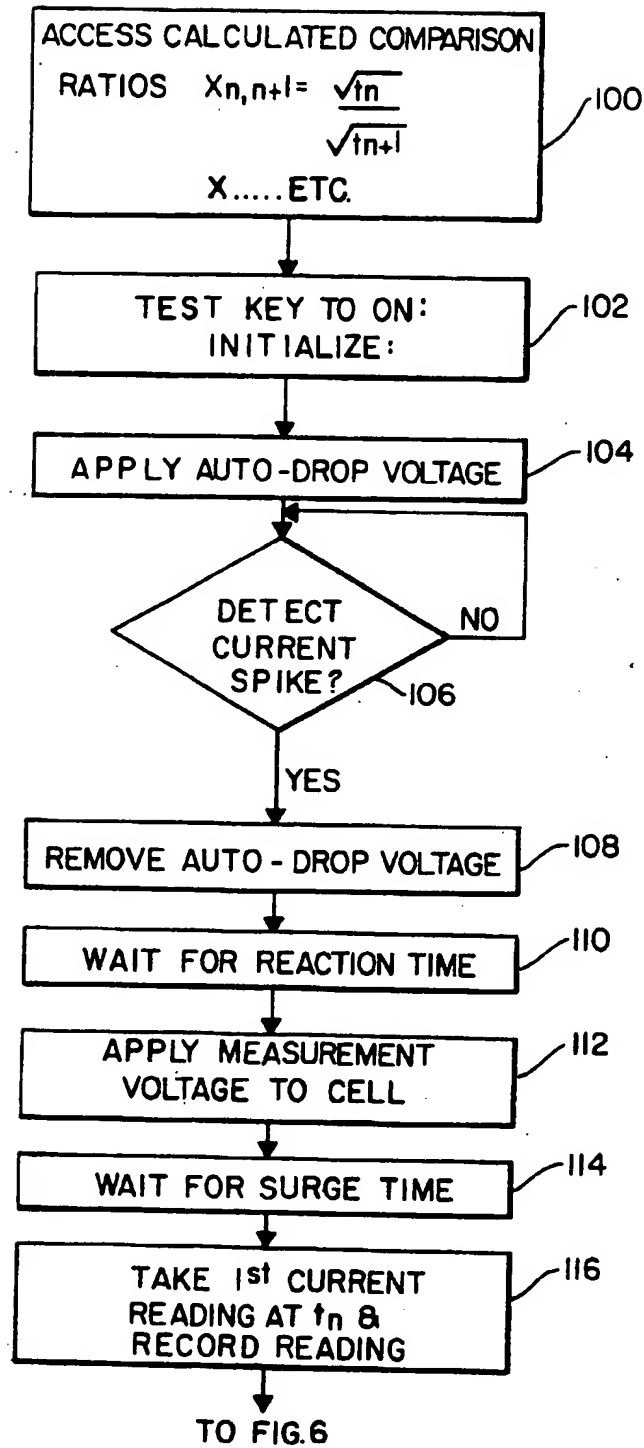 ACCESS CALCULATED COMPARISON
RATIOS Xn,n+1 = √tn
√tn+1
X.....ETC.
100
TEST KEY TO ON:
INITIALIZE:
102
APPLY AUTO-DROP VOLTAGE
104
DETECT
CURRENT
SPIKE?
NO
106
YES
REMOVE AUTO-DROP VOLTAGE
108
WAIT FOR REACTION TIME
110
APPLY MEASUREMENT
VOLTAGE TO CELL
112
WAIT FOR SURGE TIME
114
TAKE 1st CURRENT
READING AT tn &
RECORD READING
116
TO FIG.6